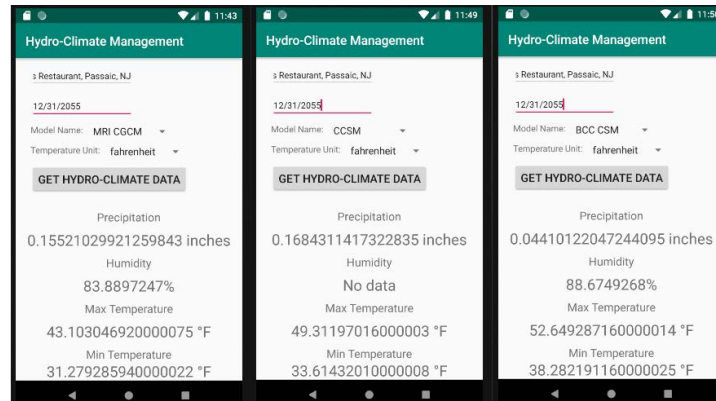 11:43
Hydro-Climate Management
s Restaurant, Passaic, NJ
12/31/2055
Model Name: MRI CGCM
Temperature Unit: fahrenheit
GET HYDRO-CLIMATE DATA
Precipitation
0.15521029921259843 inches
Humidity
83.8897247%
Max Temperature
43.103046920000075 °F
Min Temperature
31.279285940000022 °F
11:49
Hydro-Climate Management
s Restaurant, Passaic, NJ
12/31/2055
Model Name: CCSM
Temperature Unit: fahrenheit
GET HYDRO-CLIMATE DATA
Precipitation
0.1684311417322835 inches
Humidity
No data
Max Temperature
49.31197016000003 °F
Min Temperature
33.61432010000008 °F
Hydro-Climate Management
s Restaurant, Passaic, NJ
12/31/2055
Model Name: BCC CSM
Temperature Unit: fahrenheit
GET HYDRO-CLIMATE DATA
Precipitation
0.04410122047244095 inches
Humidity
88.6749268%
Max Temperature
52.649287160000014 °F
Min Temperature
38.282191160000025 °F